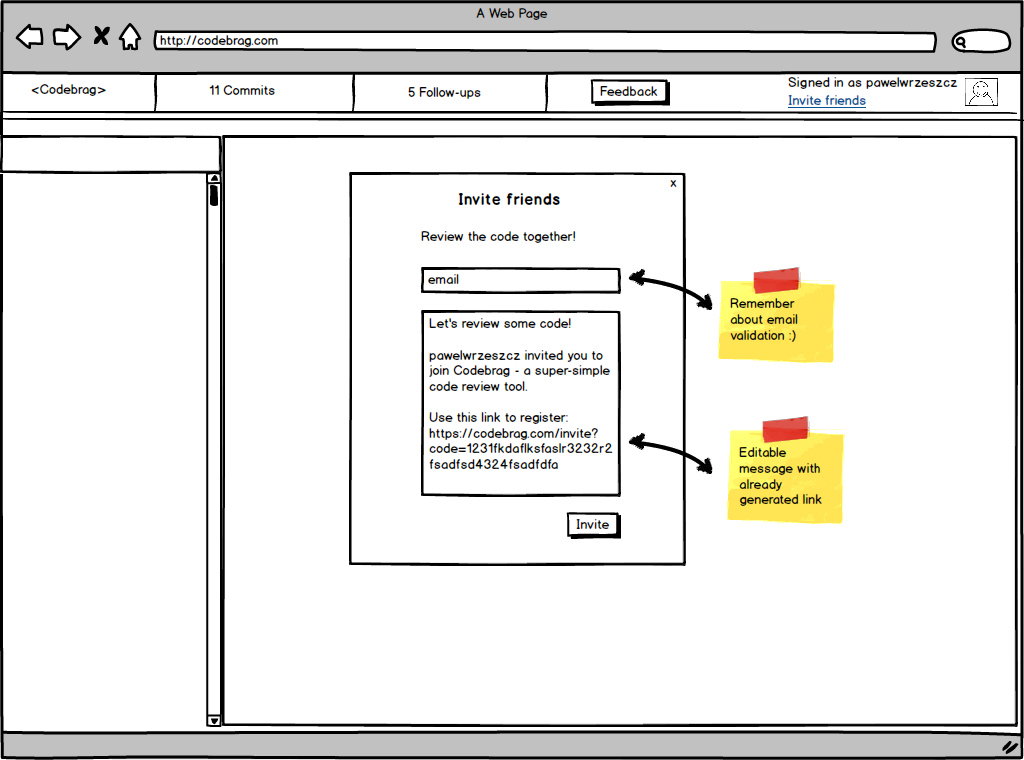 A Web Page
http://codebrag.com
<Codebrag>
11 Commits
5 Follow-ups
Feedback
Signed in as pawelwrzeszcz
Invite friends
x
Invite friends
Review the code together!
email
Let's review some code!
pawelwrzeszcz invited you to
join Codebrag - a super-simple
code review tool.
Use this link to register:
https://codebrag.com/invite?
code=1231fkdaflksfaslr3232r2
fsadfsd4324fsadfdfa
Invite
Remember
about email
validation :)
Editable
message with
already
generated link